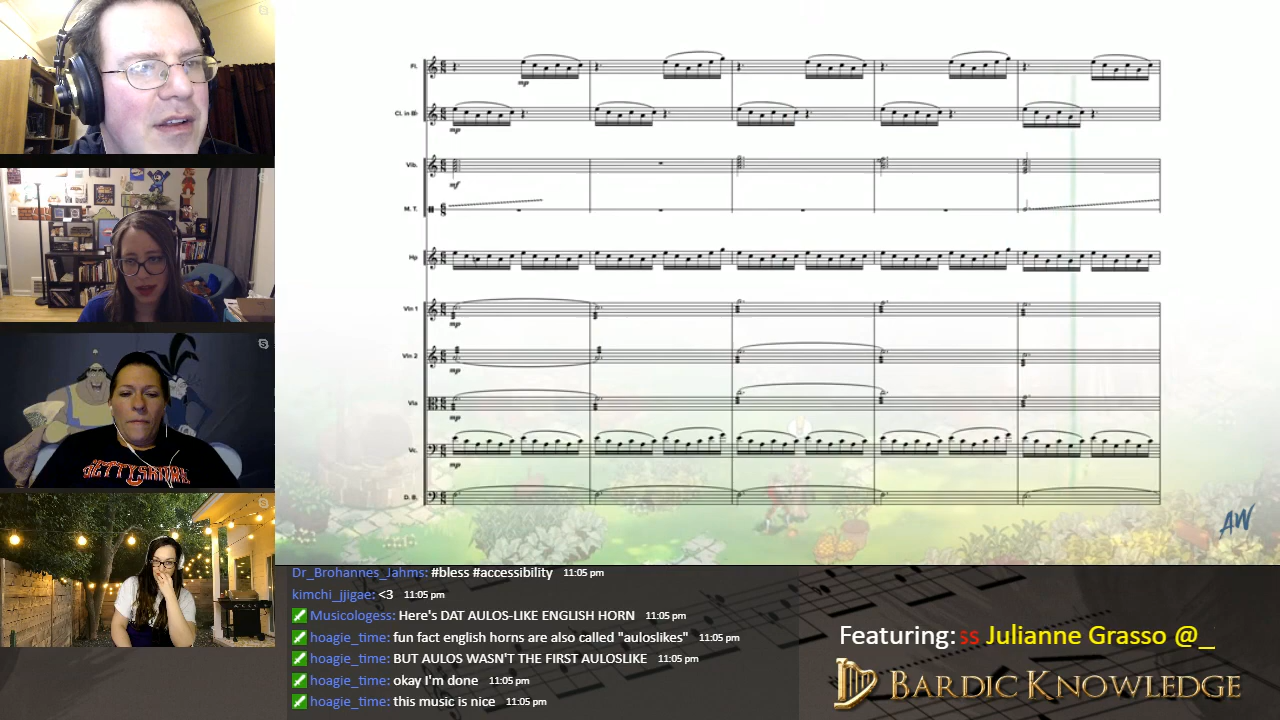 Fl.
mp
Cl. in B♭
mp
Vib.
mf
M. T.
Hp
Vln 1
mp
Vln 2
mp
Vla
mp
Vc.
mp
D. B.
AW
GETTYSBURG
Dr_Brohannes_Jahms: #bless #accessibility 11:05 pm
kimchi_jjigae: <3 11:05 pm
Musicologess: Here's DAT AULOS-LIKE ENGLISH HORN 11:05 pm
hoagie_time: fun fact english horns are also called "auloslikes" 11:05 pm
hoagie_time: BUT AULOS WASN'T THE FIRST AULOSLIKE 11:05 pm
hoagie_time: okay I'm done 11:05 pm
hoagie_time: this music is nice 11:05 pm
Featuring: ss Julianne Grasso @_
BARDIC KNOWLEDGE